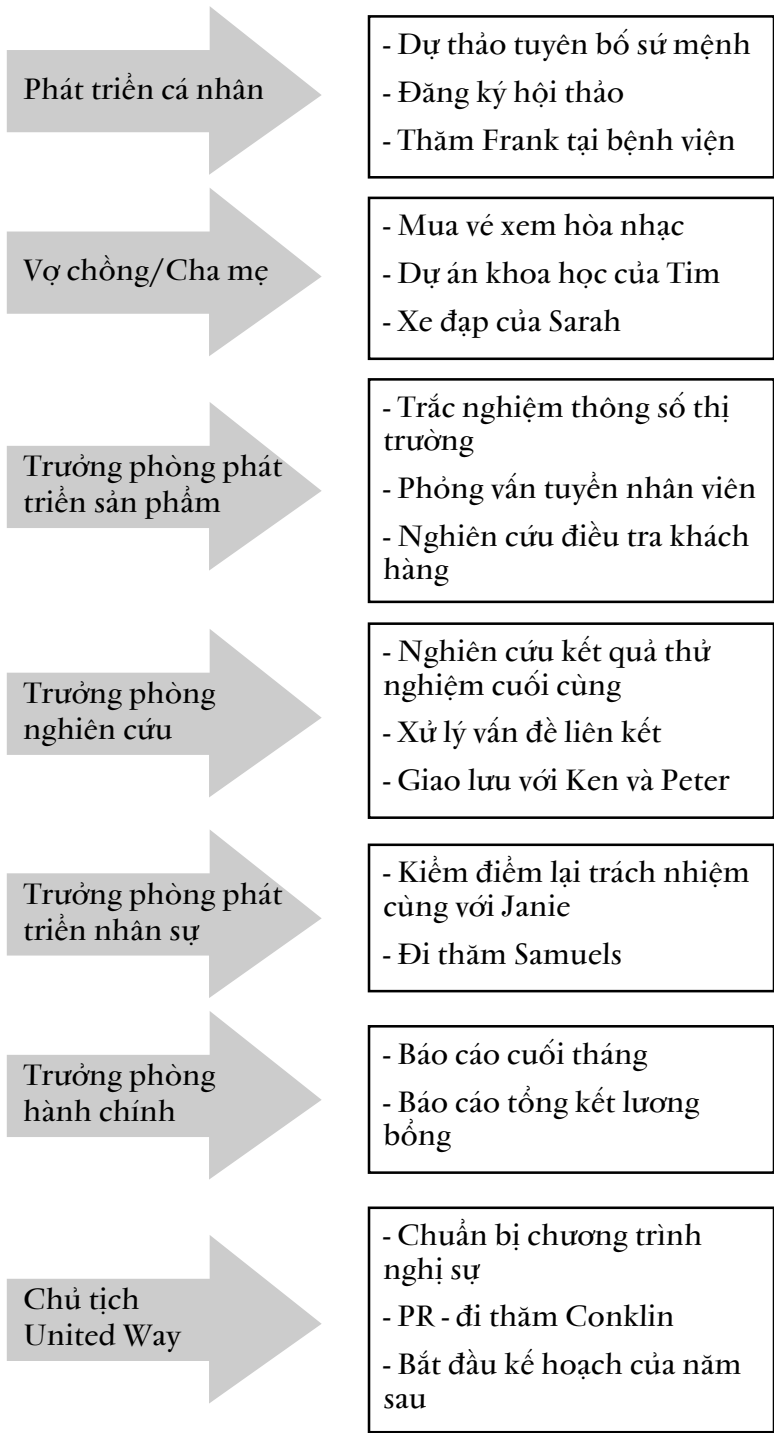 Phát triển cá nhân
- Dự thảo tuyên bố sứ mệnh
- Đăng ký hội thảo
- Thăm Frank tại bệnh viện
Vợ chồng/Cha mẹ
- Mua vé xem hòa nhạc
- Dự án khoa học của Tim
- Xe đạp của Sarah
Trưởng phòng phát
triển sản phẩm
- Trắc nghiệm thông số thị
trường
- Phỏng vấn tuyển nhân viên
- Nghiên cứu điều tra khách
hàng
Trưởng phòng
nghiên cứu
- Nghiên cứu kết quả thử
nghiệm cuối cùng
- Xử lý vấn đề liên kết
- Giao lưu với Ken và Peter
Trưởng phòng phát
triển nhân sự
- Kiểm điểm lại trách nhiệm
cùng với Janie
- Đi thăm Samuels
Trưởng phòng
hành chính
- Báo cáo cuối tháng
- Báo cáo tổng kết lương
bổng
Chủ tịch
United Way
- Chuẩn bị chương trình
nghị sự
- PR - đi thăm Conklin
- Bắt đầu kế hoạch của năm
sau